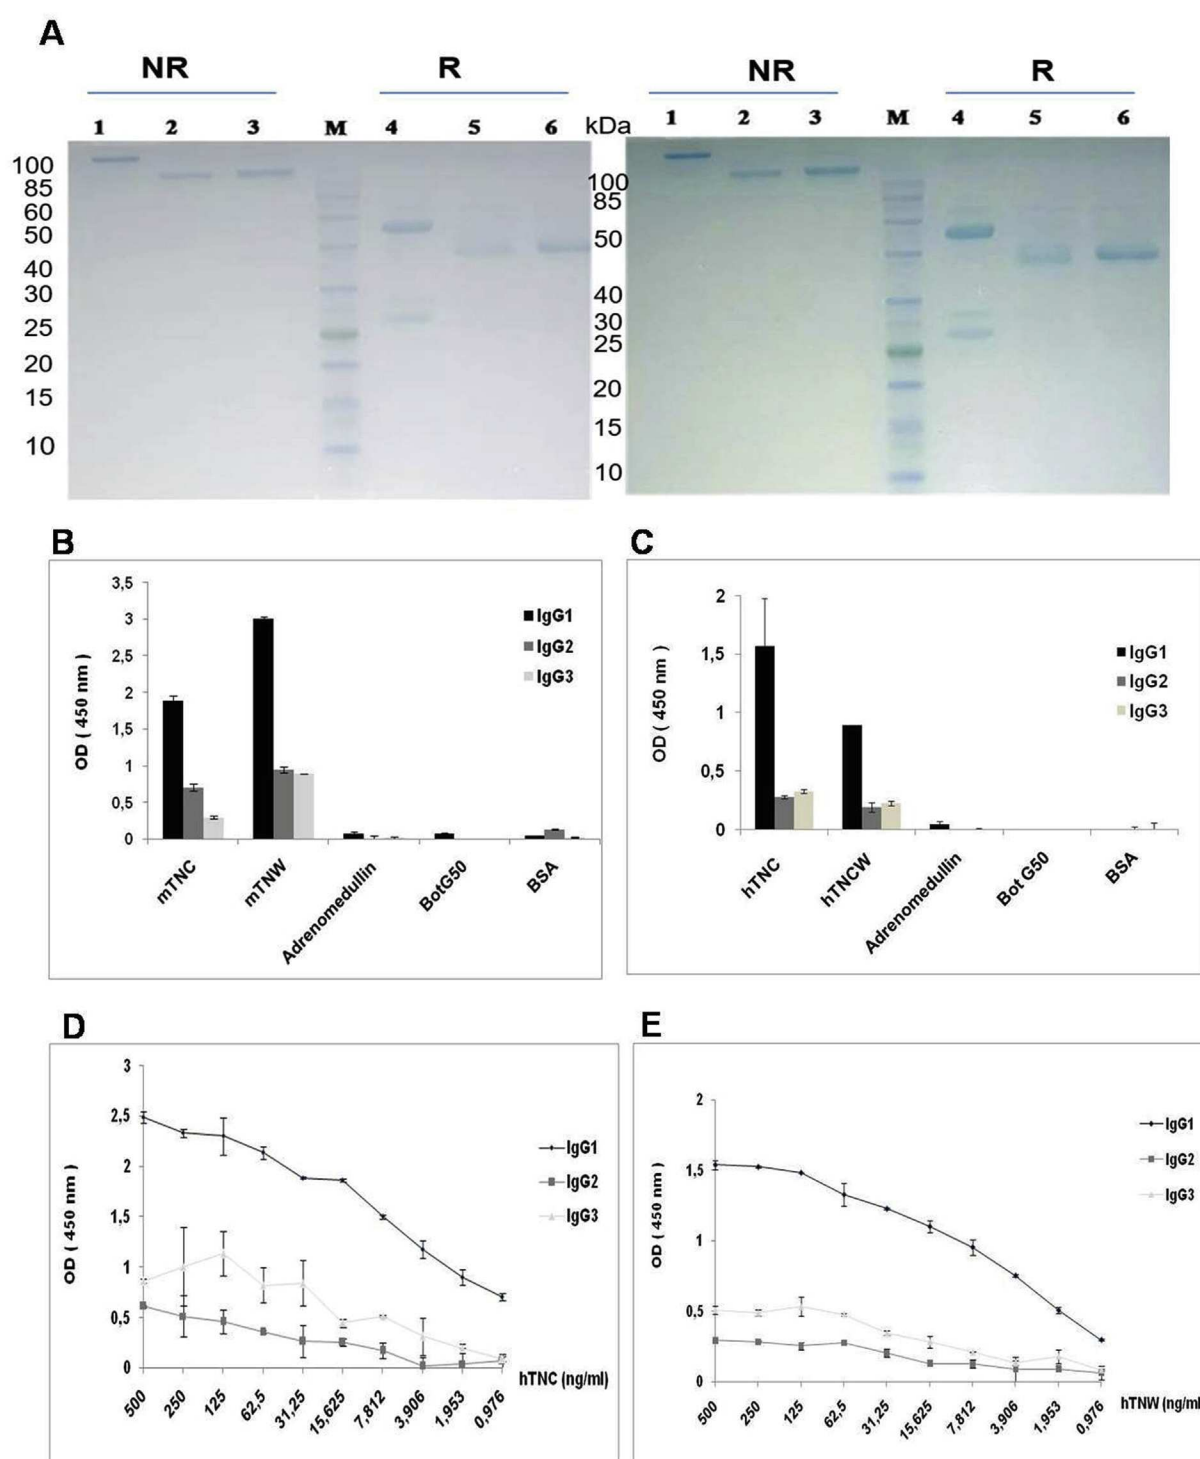 A
NR R NR R
1 2 3 M 4 5 6 kDa 1 2 3 M 4 5 6
100
85
60
50
40
30
25
20
15
10
100
85
50
40
30
25
20
15
10
B
3,5
3
2,5
2
1,5
1
0,5
0
OD ( 450 nm )
IgG1
IgG2
IgG3
mTNC
mTNW
Adrenomedullin
BotG50
BSA
C
2
1,5
1
0,5
0
OD ( 450 nm )
IgG1
IgG2
IgG3
hTNC
hTNCW
Adrenomedullin
Bot G50
BSA
D
3
2,5
2
1,5
1
0,5
0
OD ( 450 nm )
IgG1
IgG2
IgG3
500 250 125 62,5 31,25 15,625 7,812 3,906 1,953 0,976
hTNC (ng/ml)
E
2
1,5
1
0,5
0
OD ( 450 nm )
IgG1
IgG2
IgG3
500 250 125 62,5 31,25 15,625 7,812 3,906 1,953 0,976
hTNW (ng/ml